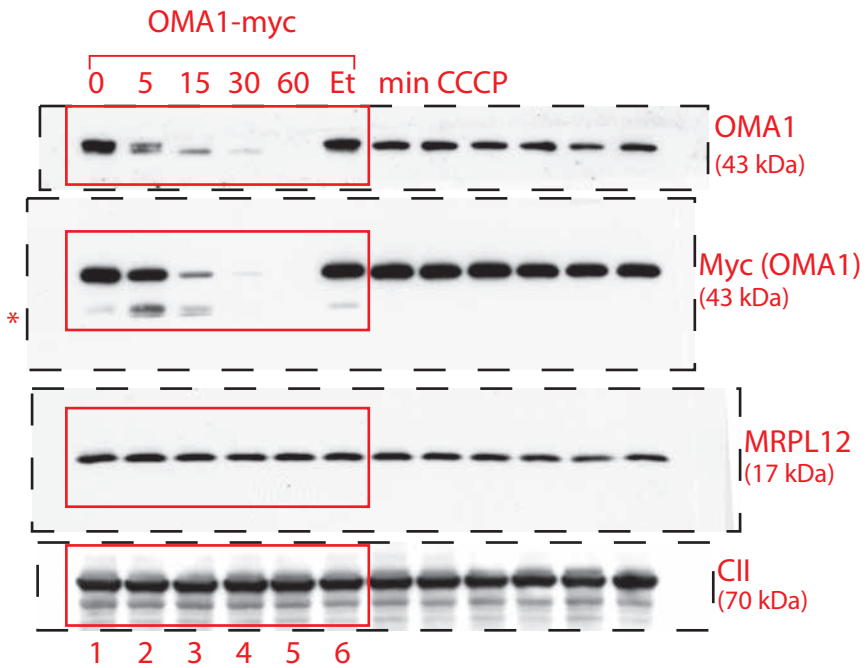 OMA1-myc
0 5 15 30 60 Et min CCCP
OMA1
(43 kDa)
Myc (OMA1)
(43 kDa)
*
MRPL12
(17 kDa)
CII
(70 kDa)
1 2 3 4 5 6